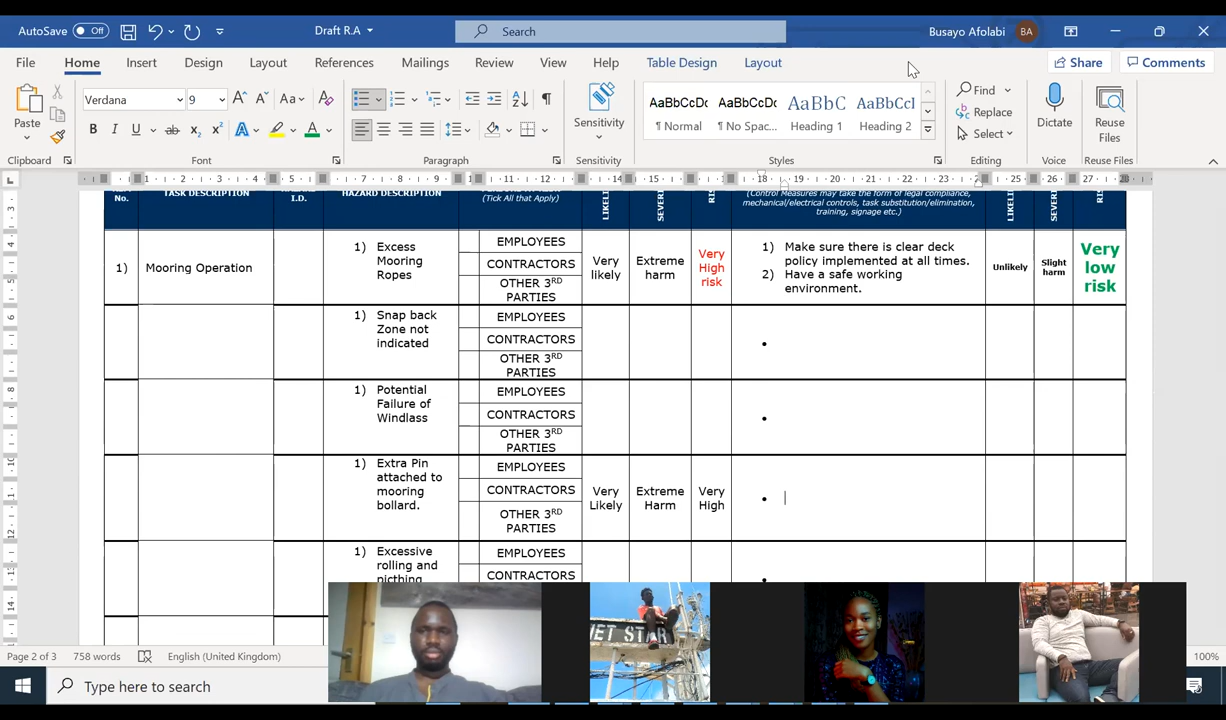 AutoSave Off Draft R.A Search Busayo Afolabi BA
File Home Insert Design Layout References Mailings Review View Help Table Design Layout Share Comments
Paste Verdana 9 Aa Sensitivity AaBbCcDc AaBbCcDc AaBbC AaBbCcI Find Dictate Reuse Files
B I U ab x₂ x² A A Normal No Spac... Heading 1 Heading 2 Replace Select
Clipboard Font Paragraph Sensitivity Styles Editing Voice Reuse Files
No. TASK DESCRIPTION I.D. HAZARD DESCRIPTION (Tick All that Apply)
(Control Measures may take the form of legal compliance,
mechanical/electrical controls, task substitution/elimination,
training, signage etc.)
1) Mooring Operation
1) Excess
Mooring
Ropes
EMPLOYEES
CONTRACTORS
OTHER 3RD
PARTIES
Very
likely
Extreme
harm
Very
High
risk
1) Make sure there is clear deck
policy implemented at all times.
2) Have a safe working
environment.
Unlikely
Slight
harm
Very
low
risk
1) Snap back
Zone not
indicated
EMPLOYEES
CONTRACTORS
OTHER 3RD
PARTIES
•
1) Potential
Failure of
Windlass
EMPLOYEES
CONTRACTORS
OTHER 3RD
PARTIES
•
1) Extra Pin
attached to
mooring
bollard.
EMPLOYEES
CONTRACTORS
OTHER 3RD
PARTIES
Very
Likely
Extreme
Harm
Very
High
•
1) Excessive
rolling and
picthing
EMPLOYEES
CONTRACTORS
•
Page 2 of 3 758 words English (United Kingdom) 100%
Type here to search